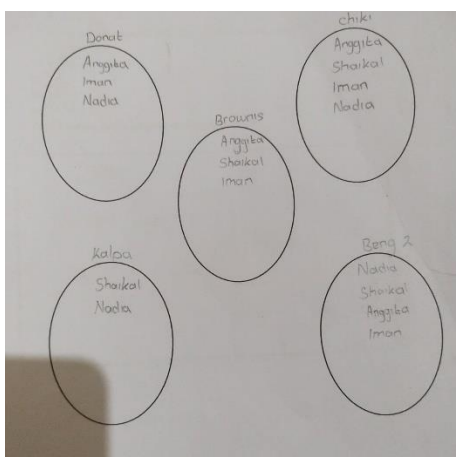 Donat
Anggita
Iman
Nadia
chiki
Anggita
Shaikal
Iman
Nadia
Brownis
Anggita
Shaikal
Iman
Kalpa
Shaikal
Nadia
Beng 2
Nadia
Shaikal
Anggita
Iman